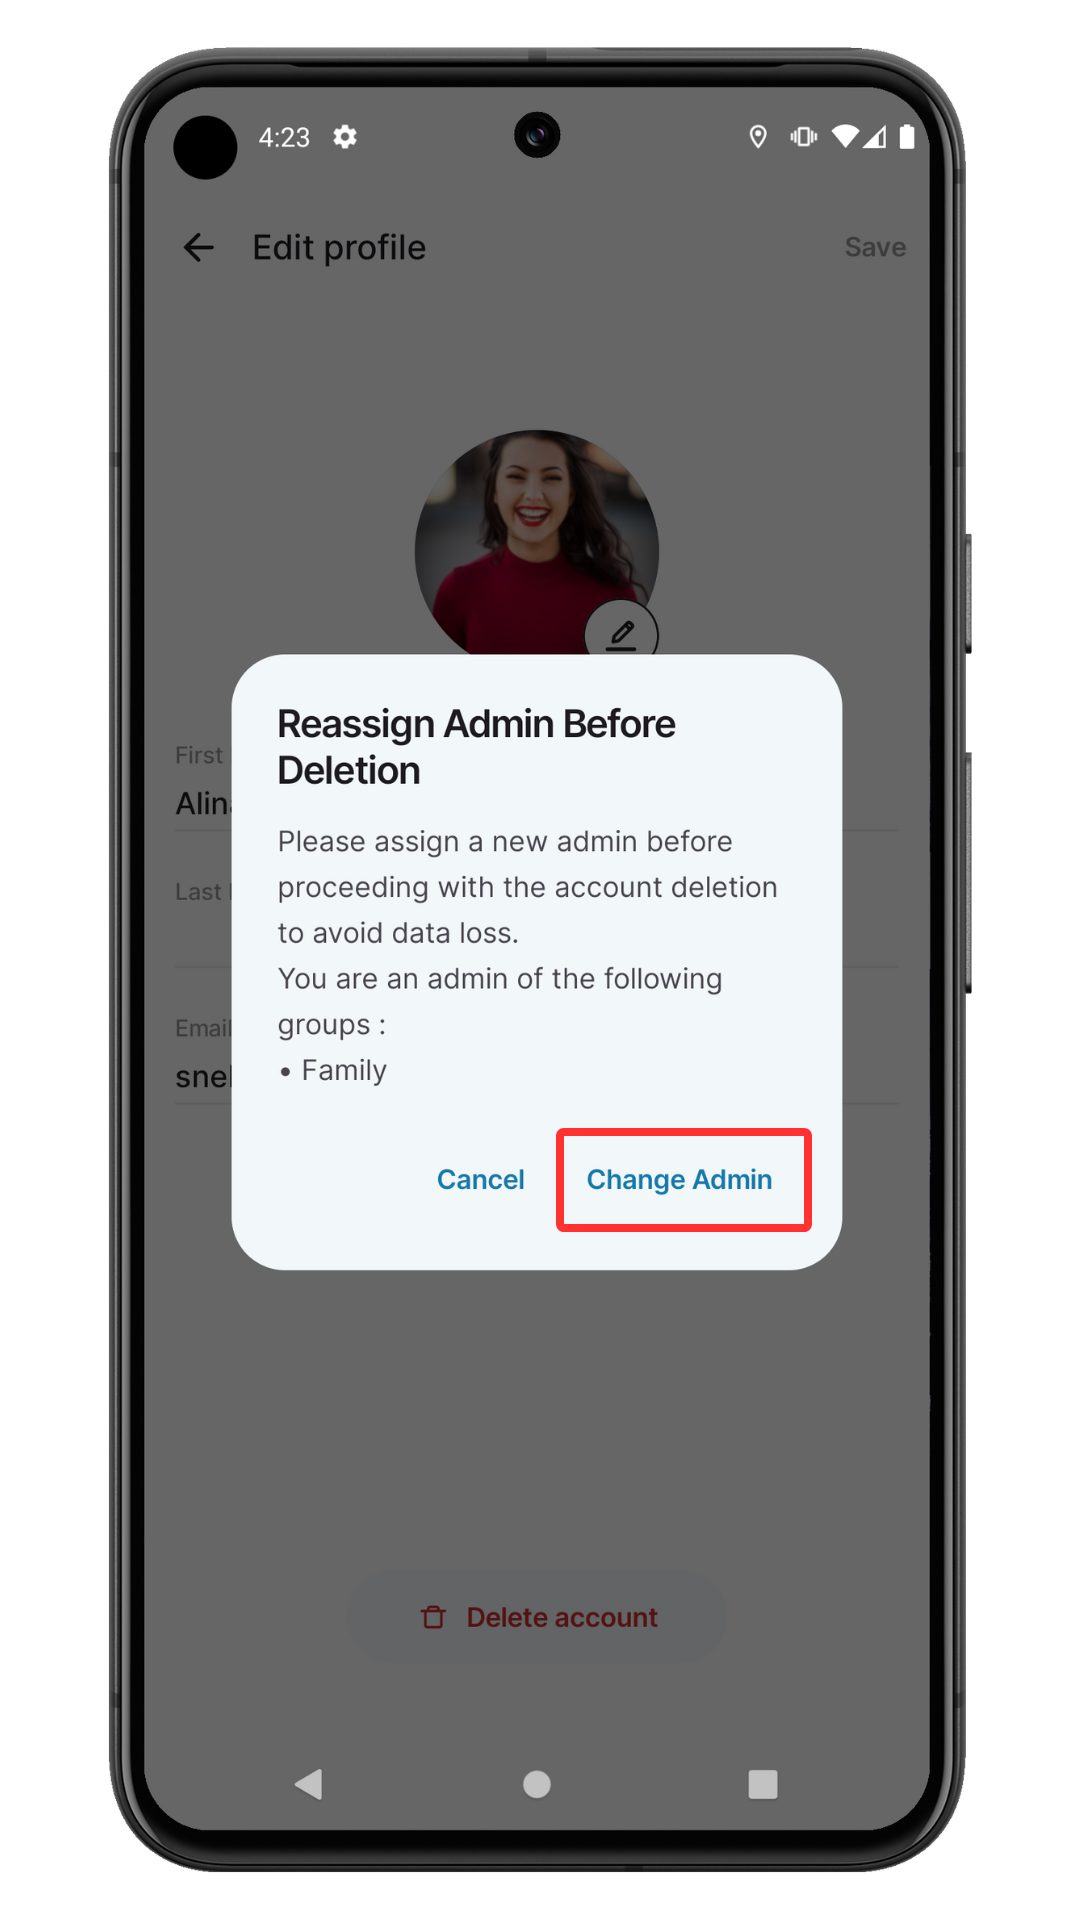 4:23
Edit profile
Save
Reassign Admin Before
Deletion
First
Please assign a new admin before
proceeding with the account deletion
to avoid data loss.
You are an admin of the following
groups :
• Family
Last
Email
Cancel
Change Admin
Delete account